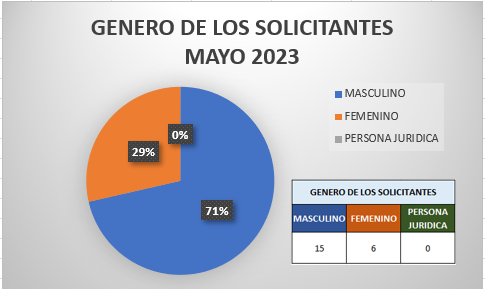 GENERO DE LOS SOLICITANTES
MAYO 2023
MASCULINO
FEMENINO
PERSONA JURIDICA
0%
29%
71%
GENERO DE LOS SOLICITANTES
MASCULINO FEMENINO PERSONA JURIDICA
15 6 0